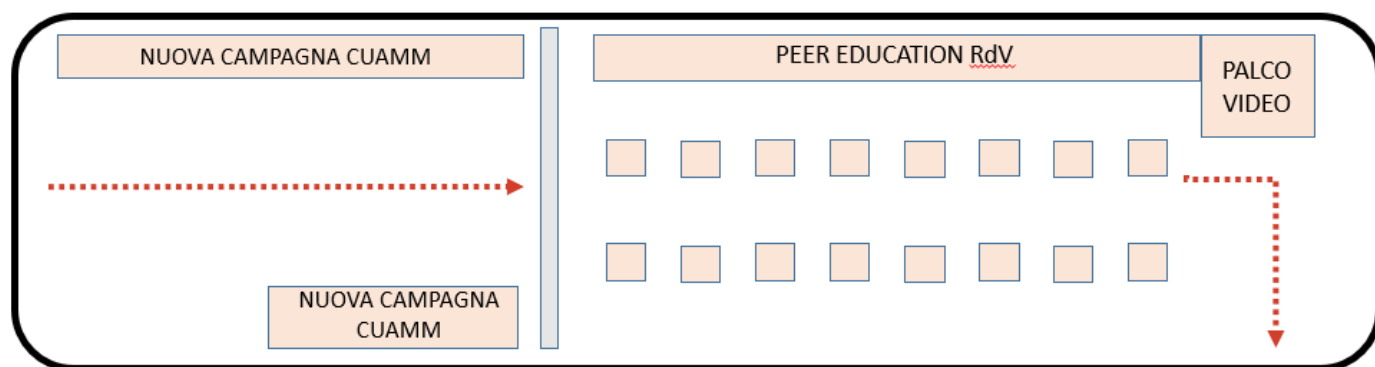 NUOVA CAMPAGNA CUAMM
PEER EDUCATION RdV
PALCO
VIDEO
NUOVA CAMPAGNA
CUAMM